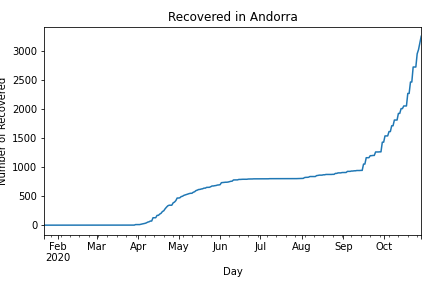 Recovered in Andorra
Number of Recovered
3000
2500
2000
1500
1000
500
0
Feb Mar Apr May Jun Jul Aug Sep Oct
2020
Day